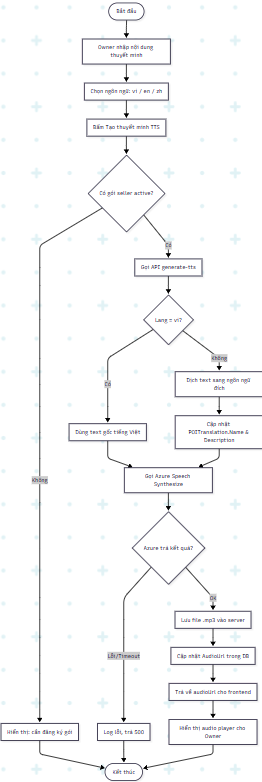 Bắt đầu
Owner nhập nội dung
thuyết minh
Chọn ngôn ngữ: vi / en / zh
Bấm Tạo thuyết minh TTS
Có gói seller active?
Có
Gọi API generate-tts
Lang = vi?
Không
Dịch text sang ngôn ngữ
đích
Có
Dùng text gốc tiếng Việt
Cập nhật
POITranslation.Name &
Description
Gọi Azure Speech
Synthesize
Không
Azure trả kết quả?
OK
Lưu file .mp3 vào server
Lỗi/Timeout
Cập nhật AudioUrl trong DB
Trả về audioUrl cho frontend
Hiển thị: cần đăng ký gói
Log lỗi, trả 500
Hiển thị audio player cho
Owner
Kết thúc